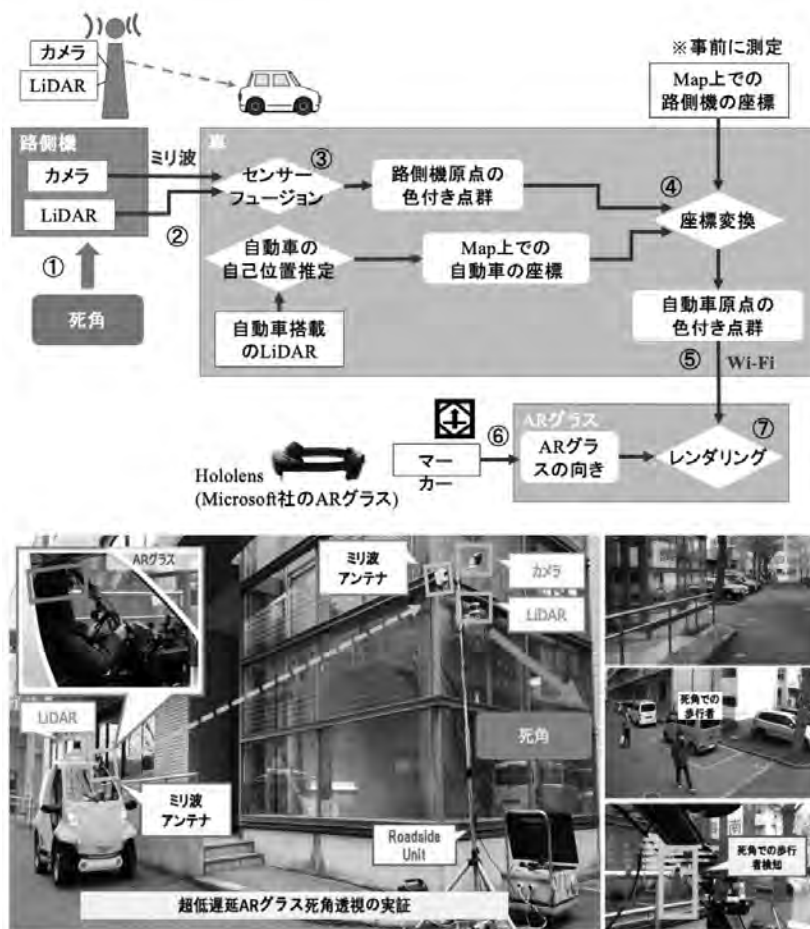 カメラ
LiDAR
※事前に測定
Map上での
路側機の座標
路側機
カメラ
LiDAR
ミリ波
車
①
②
死角
センサー
フュージョン
③
路側機原点の
色付き点群
④
座標変換
自動車の
自己位置推定
Map上での
自動車の座標
自動車搭載
のLiDAR
自動車原点の
色付き点群
⑤
Wi-Fi
Hololens
(Microsoft社のARグラス)
マー
カー
⑥
ARグラス
ARグラ
スの向き
レンダリング
⑦
ARグラス
ミリ波
アンテナ
カメラ
LiDAR
死角
LiDAR
ミリ波
アンテナ
Roadside
Unit
超低遅延ARグラス死角透視の実証
死角での
歩行者
死角での歩行
者検知